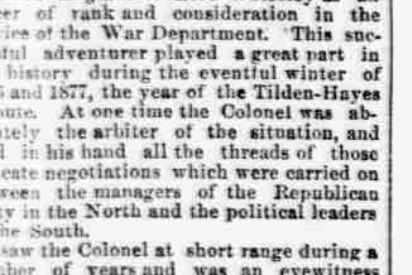 er of rank and consideration in the
rice of the War Department. This suc-
ful adventurer played a great part in
history during the eventful winter of
and 1877, the year of the Tilden-Hayes
ute. At one time the Colonel was ab-
tely the arbiter of the situation, and
in his hand all the threads of those
cate negotiations which were carried on
ween the managers of the Republican
ty in the North and the political leaders
he South.
saw the Colonel at short range during a
ber of years and was an eyewitness